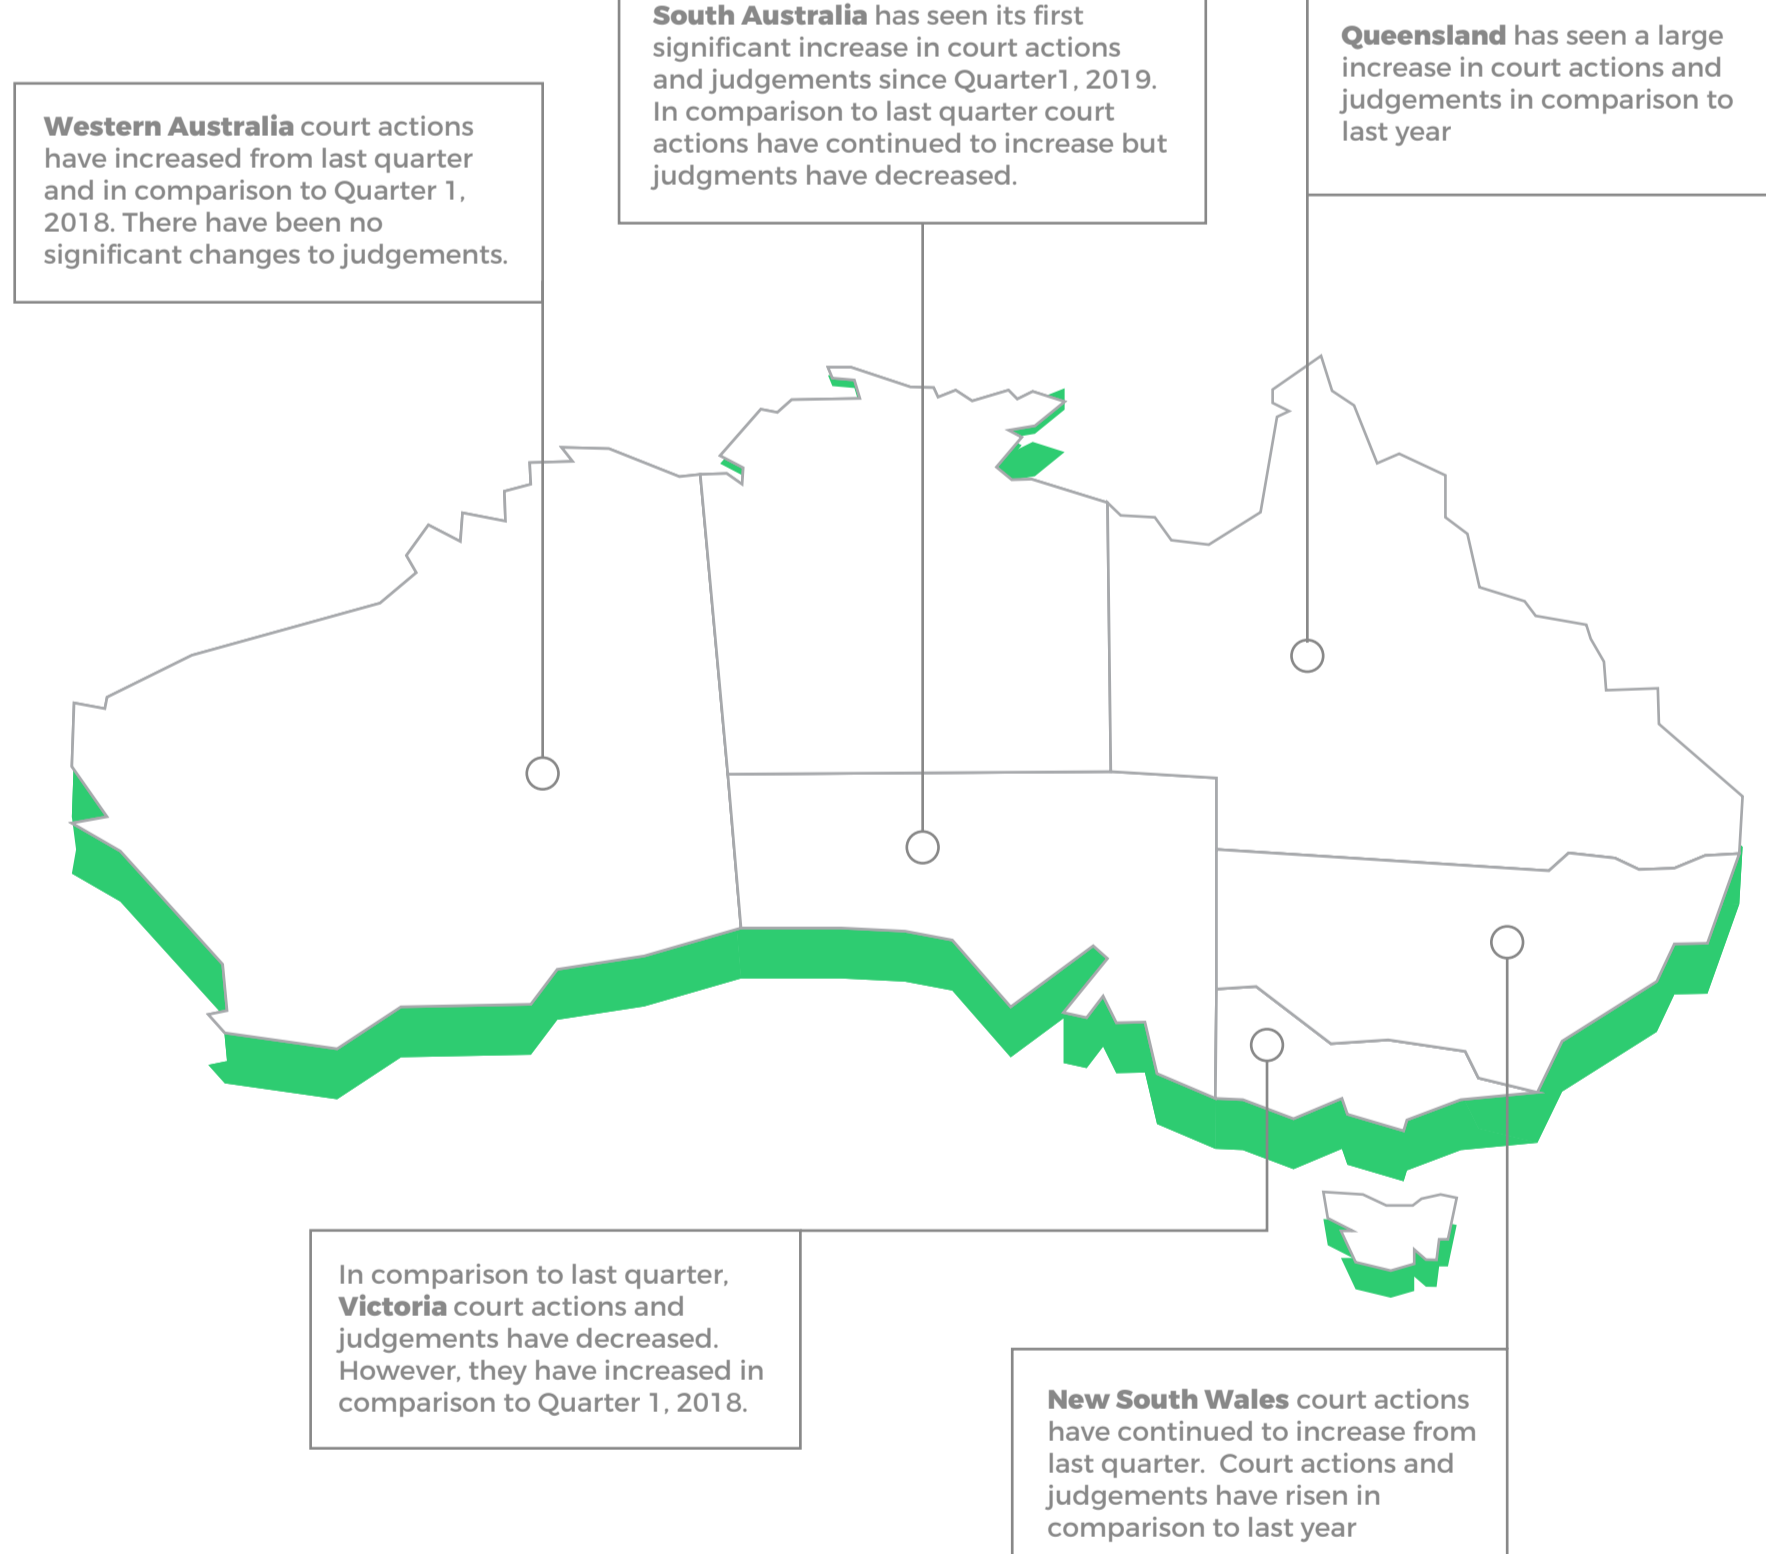 South Australia has seen its first
significant increase in court actions
and judgements since Quarter1, 2019.
In comparison to last quarter court
actions have continued to increase but
judgments have decreased.
Queensland has seen a large
increase in court actions and
judgements in comparison to
last year
Western Australia court actions
have increased from last quarter
and in comparison to Quarter 1,
2018. There have been no
significant changes to judgements.
In comparison to last quarter,
Victoria court actions and
judgements have decreased.
However, they have increased in
comparison to Quarter 1, 2018.
New South Wales court actions
have continued to increase from
last quarter.  Court actions and
judgements have risen in
comparison to last year